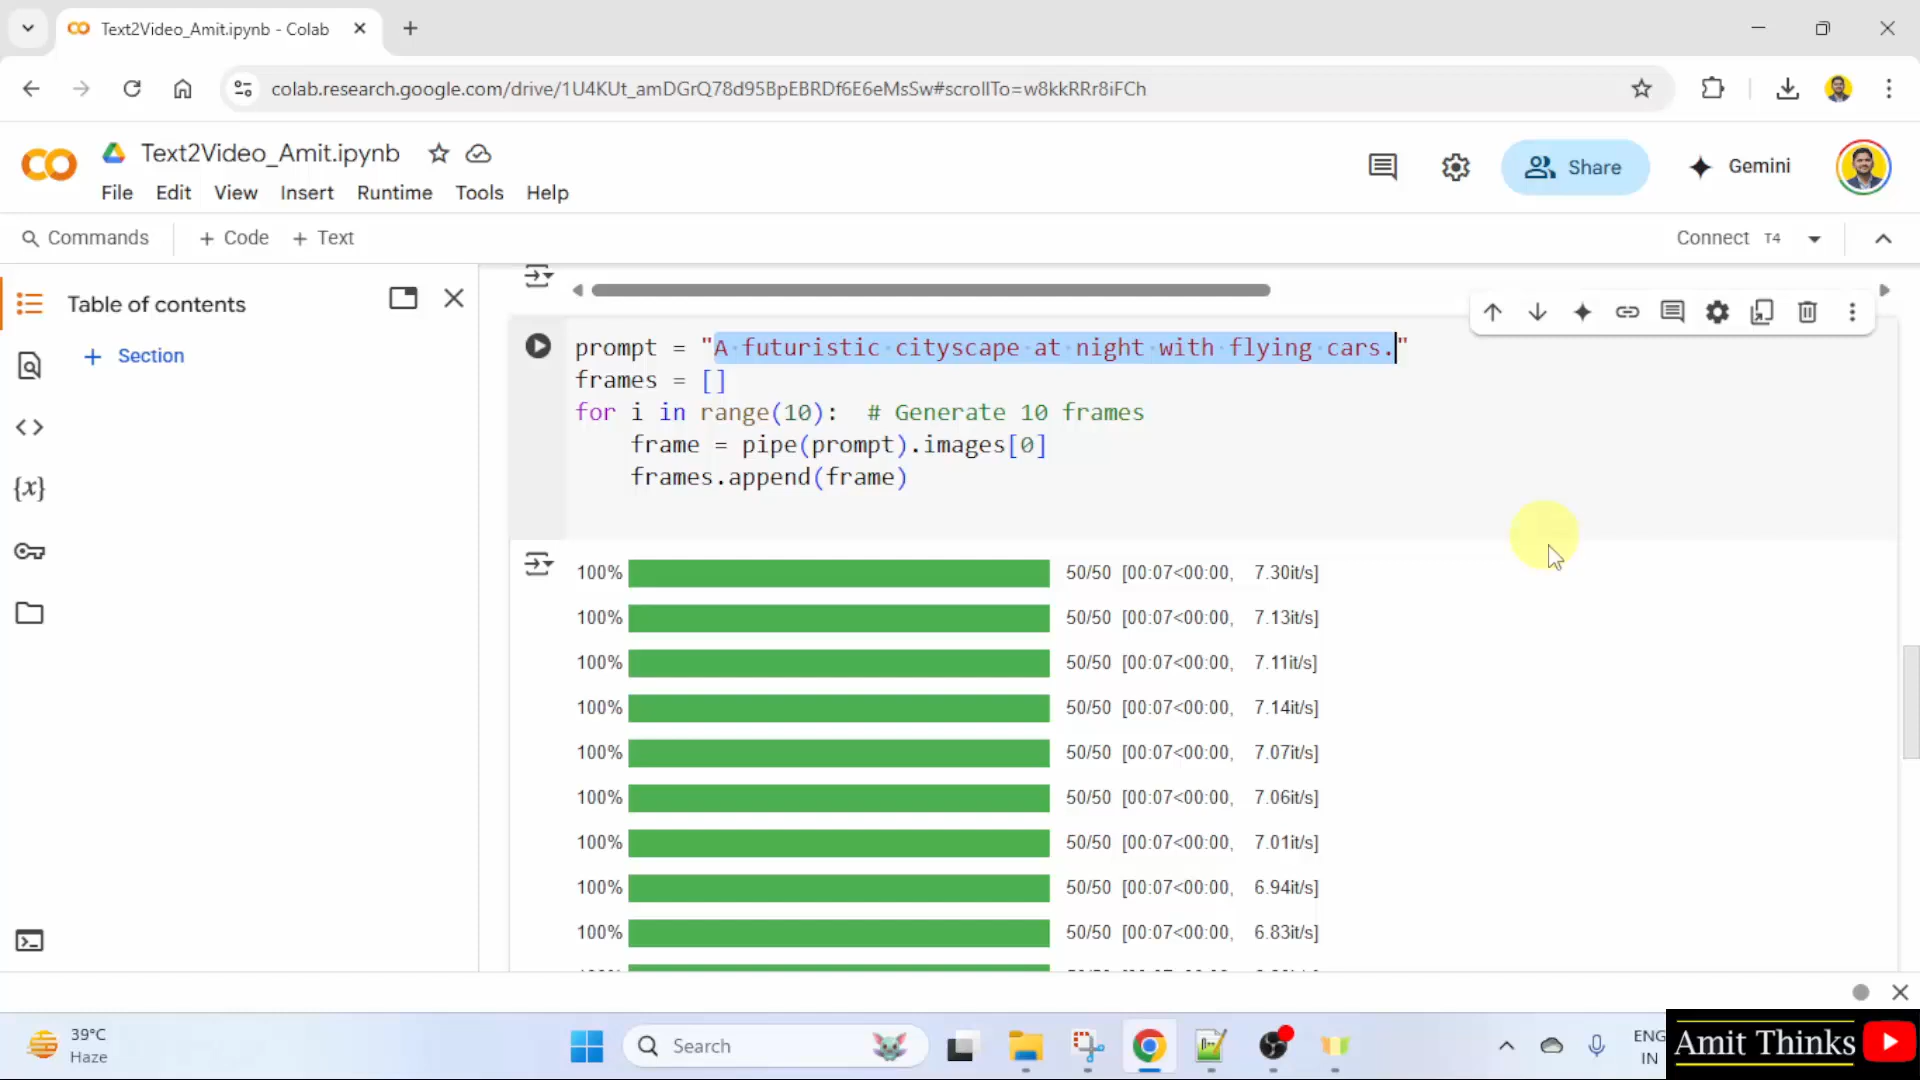 Text2Video_Amit.ipynb - Colab
colab.research.google.com/drive/1U4KUt_amDGrQ78d95BpEBRDf6E6eMsSw#scrollTo=w8kkRRr8iFCh
Text2Video_Amit.ipynb
File Edit View Insert Runtime Tools Help
Share
Gemini
Commands
+ Code + Text
Connect T4
Table of contents
+ Section
prompt = "A futuristic cityscape at night with flying cars."
frames = []
for i in range(10):  # Generate 10 frames
    frame = pipe(prompt).images[0]
    frames.append(frame)
100% 50/50 [00:07<00:00, 7.30it/s]
100% 50/50 [00:07<00:00, 7.13it/s]
100% 50/50 [00:07<00:00, 7.11it/s]
100% 50/50 [00:07<00:00, 7.14it/s]
100% 50/50 [00:07<00:00, 7.07it/s]
100% 50/50 [00:07<00:00, 7.06it/s]
100% 50/50 [00:07<00:00, 7.01it/s]
100% 50/50 [00:07<00:00, 6.94it/s]
100% 50/50 [00:07<00:00, 6.83it/s]
39°C
Haze
Search
ENG
IN
Amit Thinks